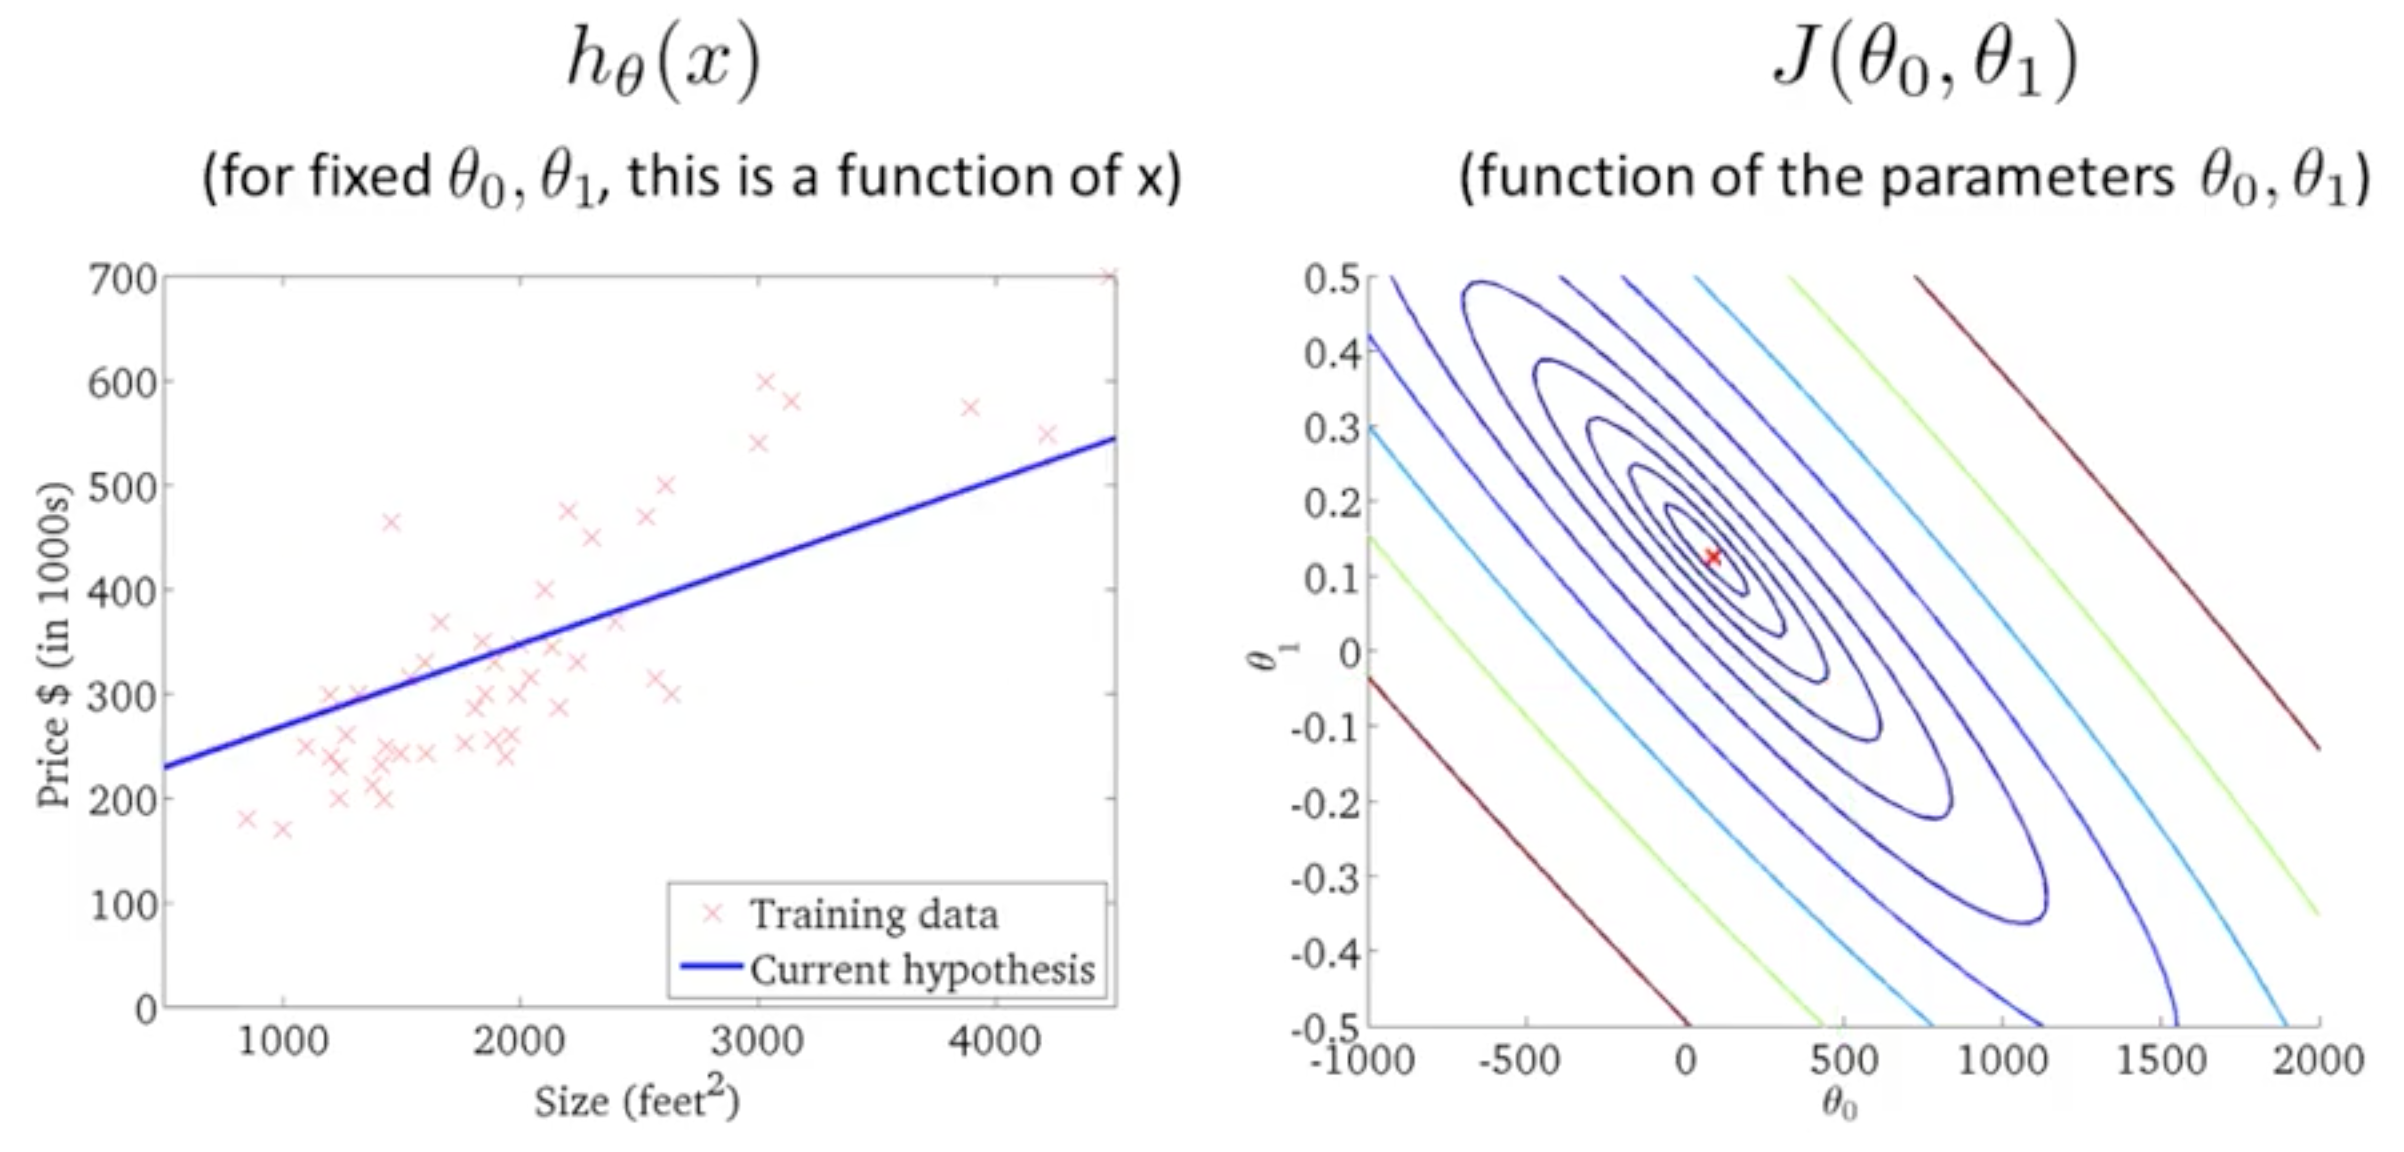 hθ(x)
(for fixed θ0, θ1, this is a function of x)
700
600
500
400
300
200
100
0
Price $ (in 1000s)
1000 2000 3000 4000
Size (feet²)
Training data
Current hypothesis
J(θ0, θ1)
(function of the parameters θ0, θ1)
0.5
0.4
0.3
0.2
0.1
0
-0.1
-0.2
-0.3
-0.4
-0.5
θ1
-1000 -500 0 500 1000 1500 2000
θ0